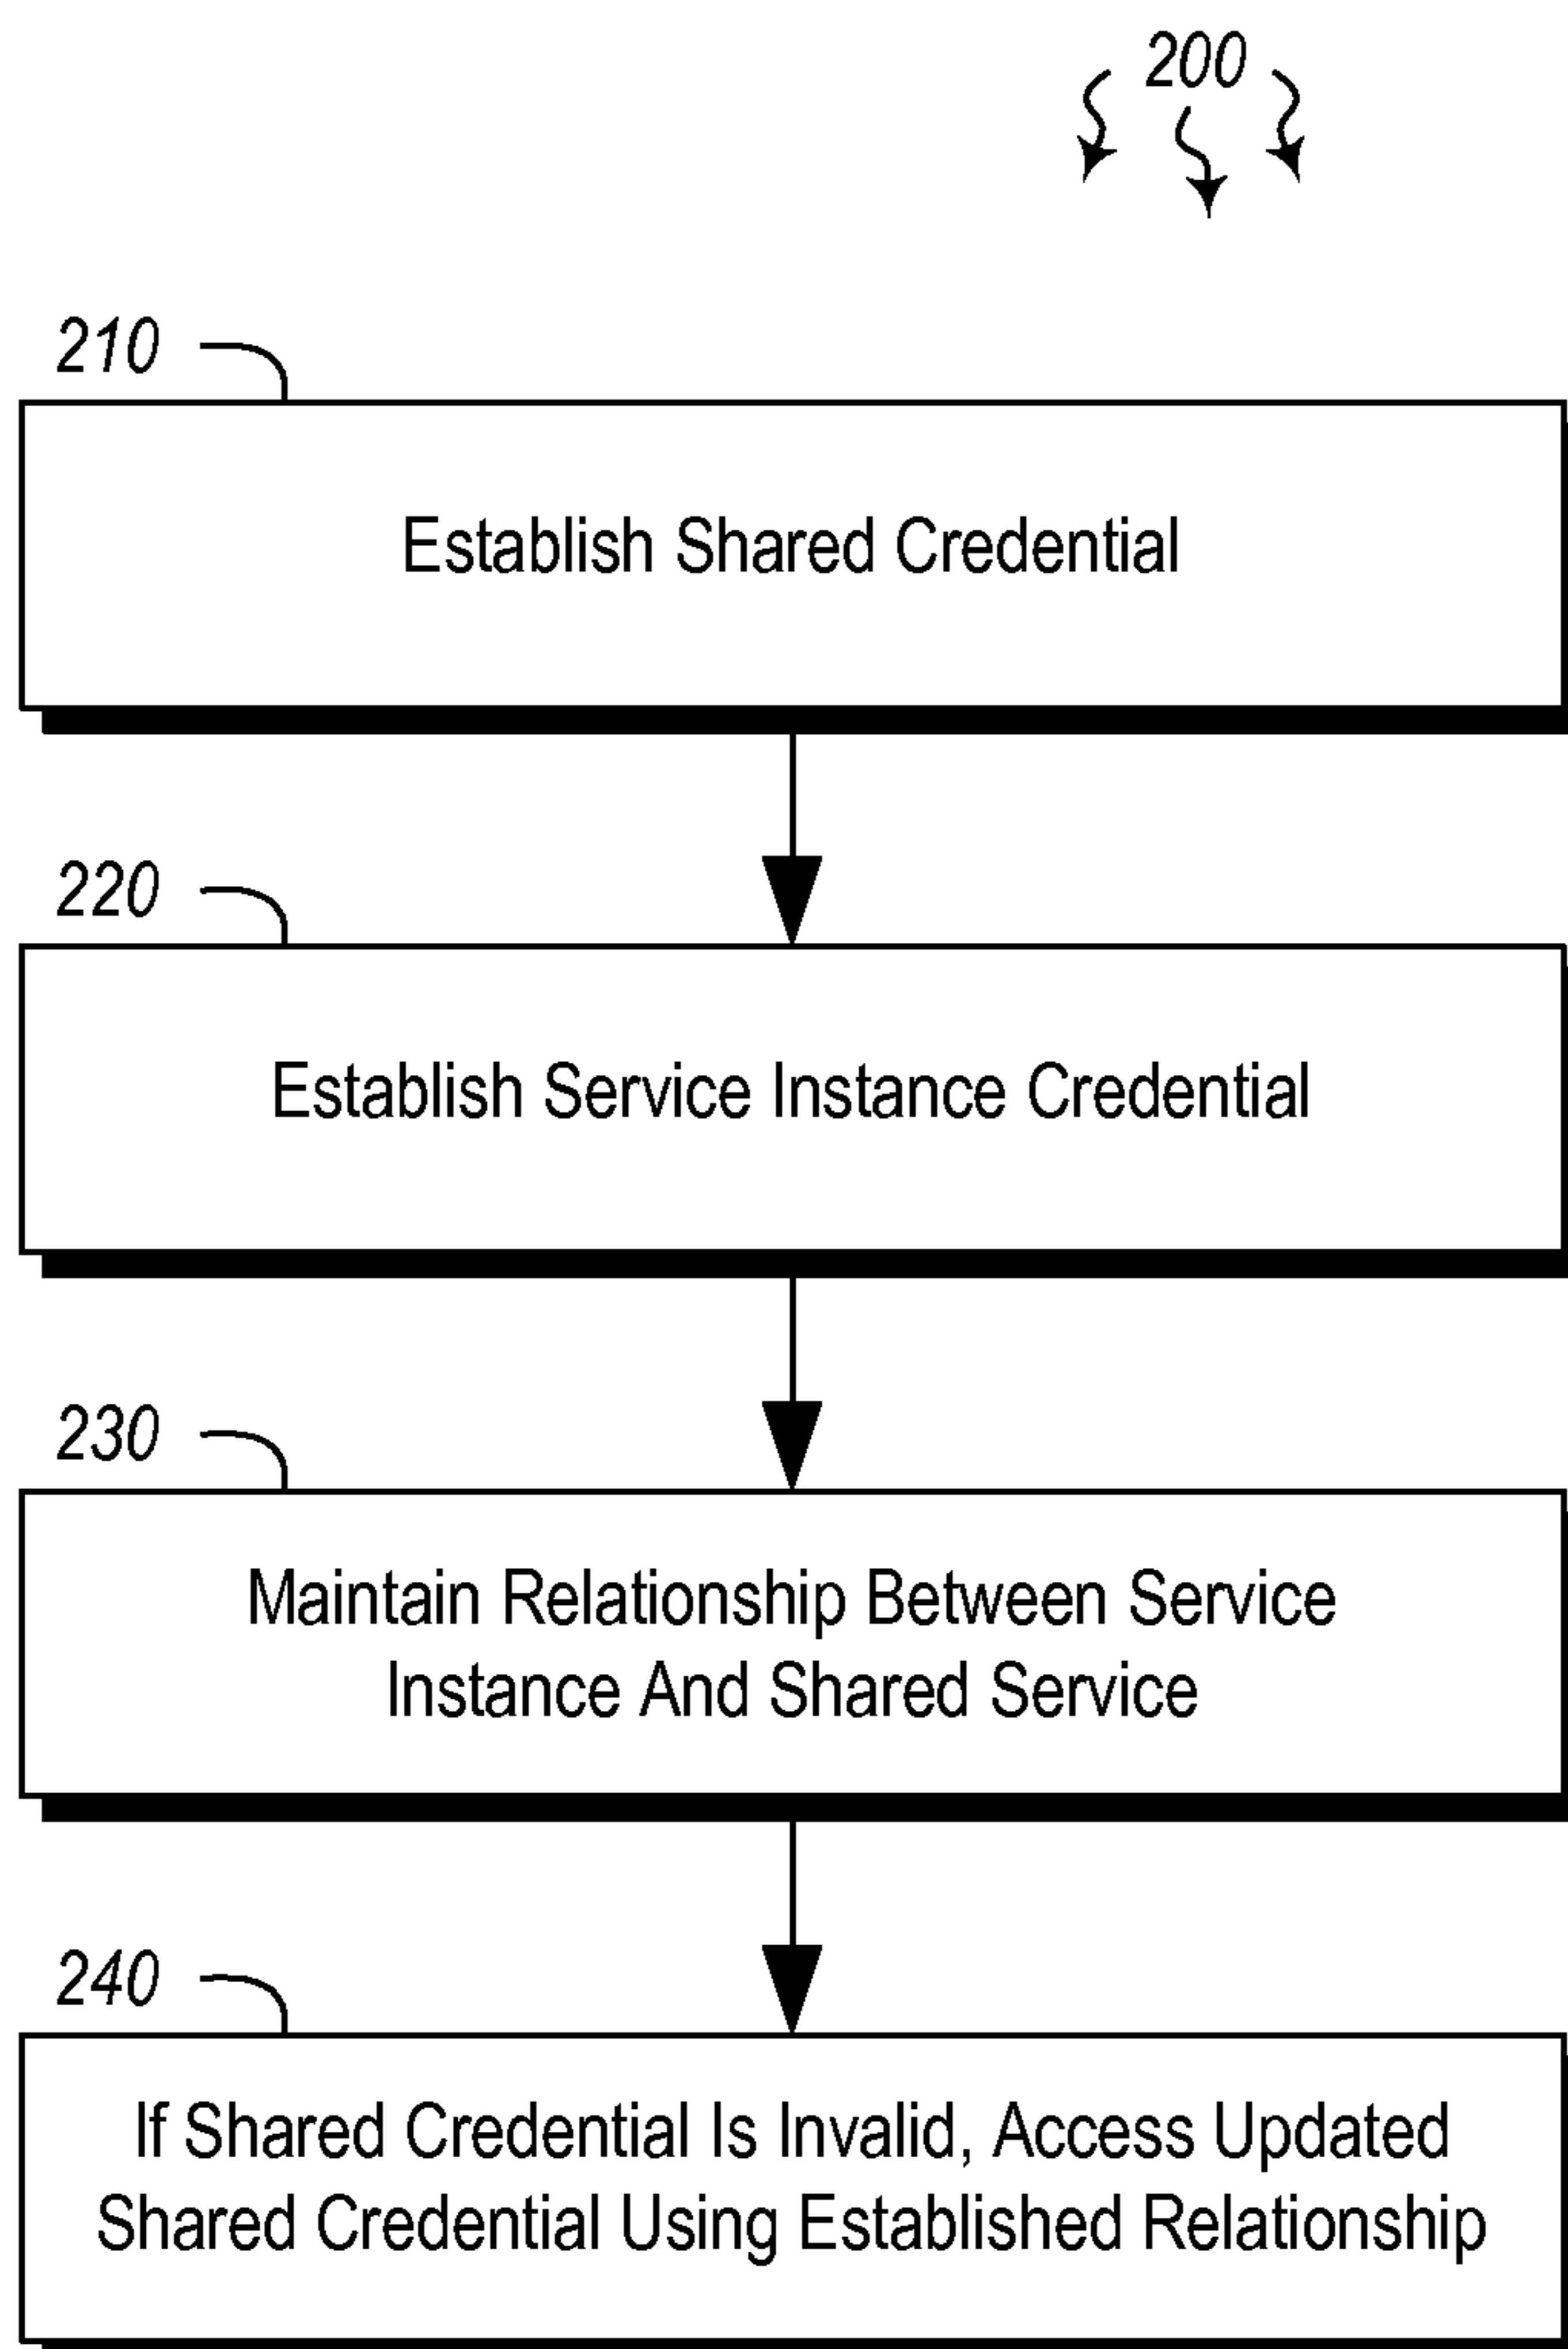 200
210
Establish Shared Credential
220
Establish Service Instance Credential
230
Maintain Relationship Between Service
Instance And Shared Service
240
If Shared Credential Is Invalid, Access Updated
Shared Credential Using Established Relationship